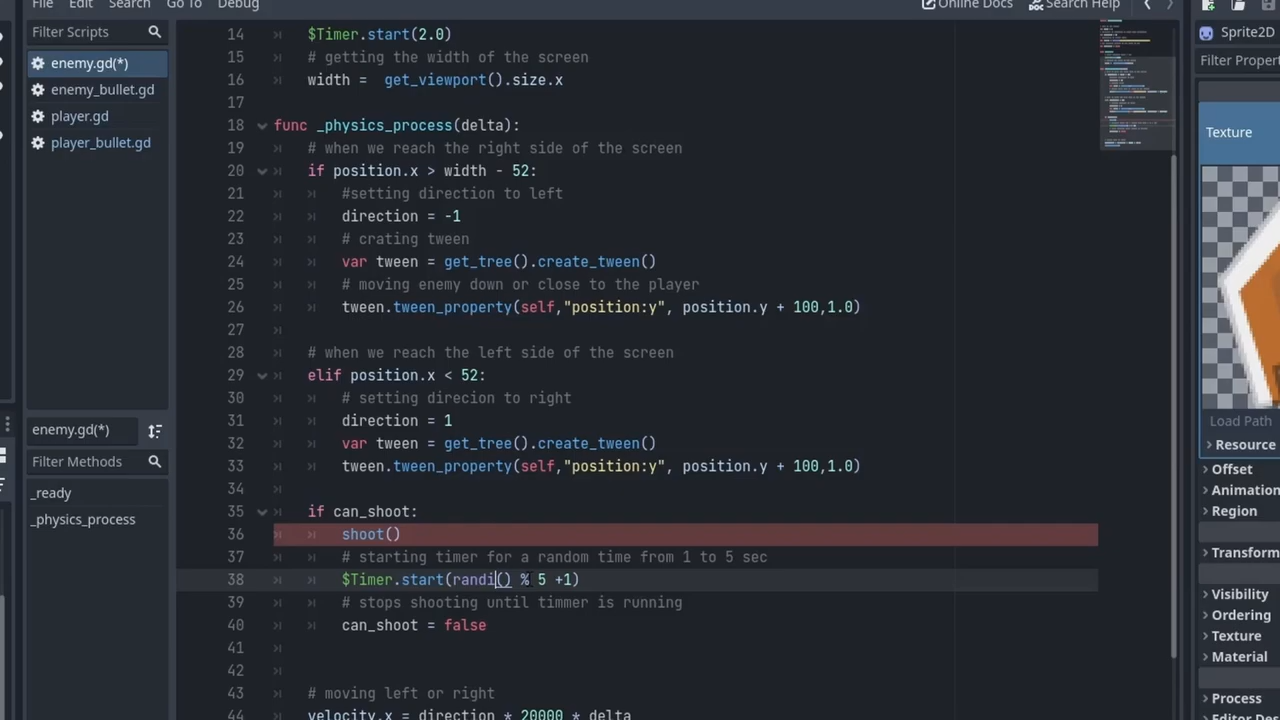 File Edit Search Go To Debug
Online Docs
Search Help
Filter Scripts
enemy.gd(*)
enemy_bullet.gd
player.gd
player_bullet.gd
enemy.gd(*)
Filter Methods
_ready
_physics_process
14 $Timer.start(2.0)
15 # setting width of the screen
16 width = get_viewport().size.x
17
18 func _physics_process(delta):
19 # when we reach the right side of the screen
20 if position.x > width - 52:
21 #setting direction to left
22 direction = -1
23 # crating tween
24 var tween = get_tree().create_tween()
25 # moving enemy down or close to the player
26 tween.tween_property(self,"position:y", position.y + 100,1.0)
27
28 # when we reach the left side of the screen
29 elif position.x < 52:
30 # setting direcion to right
31 direction = 1
32 var tween = get_tree().create_tween()
33 tween.tween_property(self,"position:y", position.y + 100,1.0)
34
35 if can_shoot:
36 shoot()
37 # starting timer for a random time from 1 to 5 sec
38 $Timer.start(randi() % 5 +1)
39 # stops shooting until timmer is running
40 can_shoot = false
41
42
43 # moving left or right
44 velocity.x = direction * 20000 * delta
Sprite2D
Filter Propert
Texture
Load Path
Resource
Offset
Animation
Region
Transform
Visibility
Ordering
Texture
Material
Process